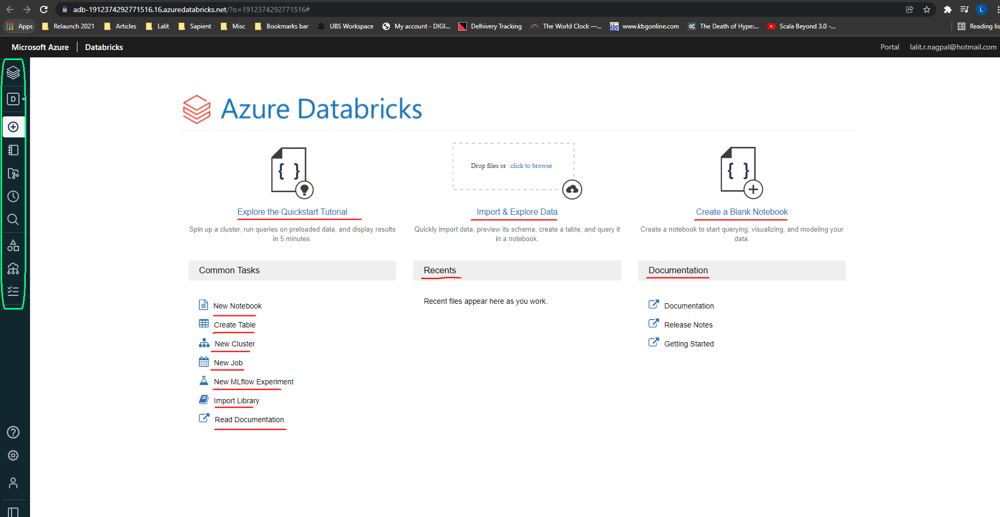 adb-1912374292771516.16.azuredatabricks.net/?o=1912374292771516#
L
Apps Relaunch 2021 Articles Lalit Sapient Misc Bookmarks bar UBS Workspace My account - DIGI... Delhivery Tracking The World Clock —... kbg www.kbgonline.com The Death of Hype:... Scala Beyond 3.0 -... Reading lis
Microsoft Azure Databricks Portal lalit.r.nagpal@hotmail.com
D
Azure Databricks
{ }
Drop files or click to browse
{ }
Explore the Quickstart Tutorial
Spin up a cluster, run queries on preloaded data, and display results
in 5 minutes.
Import & Explore Data
Quickly import data, preview its schema, create a table, and query it
in a notebook.
Create a Blank Notebook
Create a notebook to start querying, visualizing, and modeling your
data.
Common Tasks
New Notebook
Create Table
New Cluster
New Job
New MLflow Experiment
Import Library
Read Documentation
Recents
Recent files appear here as you work.
Documentation
Documentation
Release Notes
Getting Started